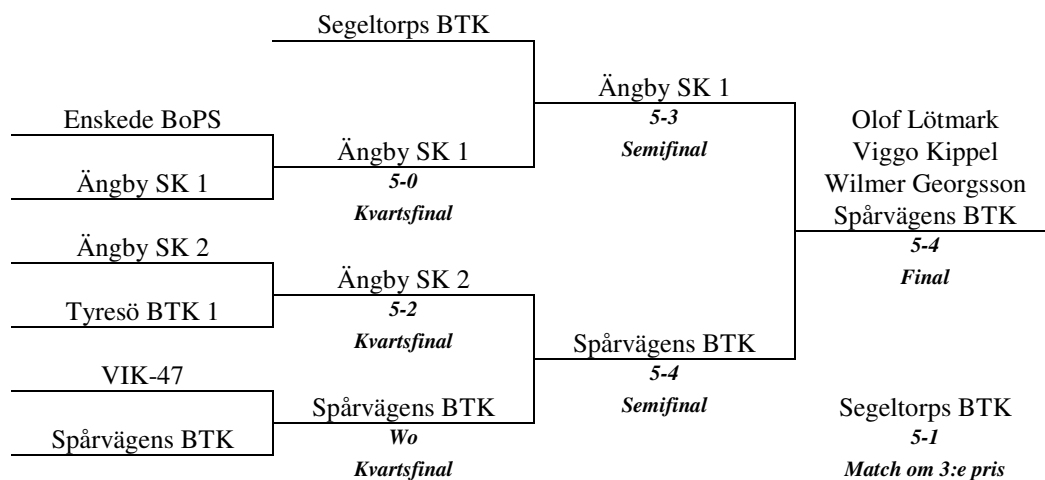 Segeltorps BTK
Ängby SK 1
5-3
Semifinal
Enskede BoPS
Ängby SK 1
Ängby SK 1
5-0
Kvartsfinal
Olof Lötmark
Viggo Kippel
Wilmer Georgsson
Spårvägens BTK
5-4
Final
Ängby SK 2
Tyresö BTK 1
Ängby SK 2
5-2
Kvartsfinal
Spårvägens BTK
5-4
Semifinal
VIK-47
Spårvägens BTK
Spårvägens BTK
Wo
Kvartsfinal
Segeltorps BTK
5-1
Match om 3:e pris